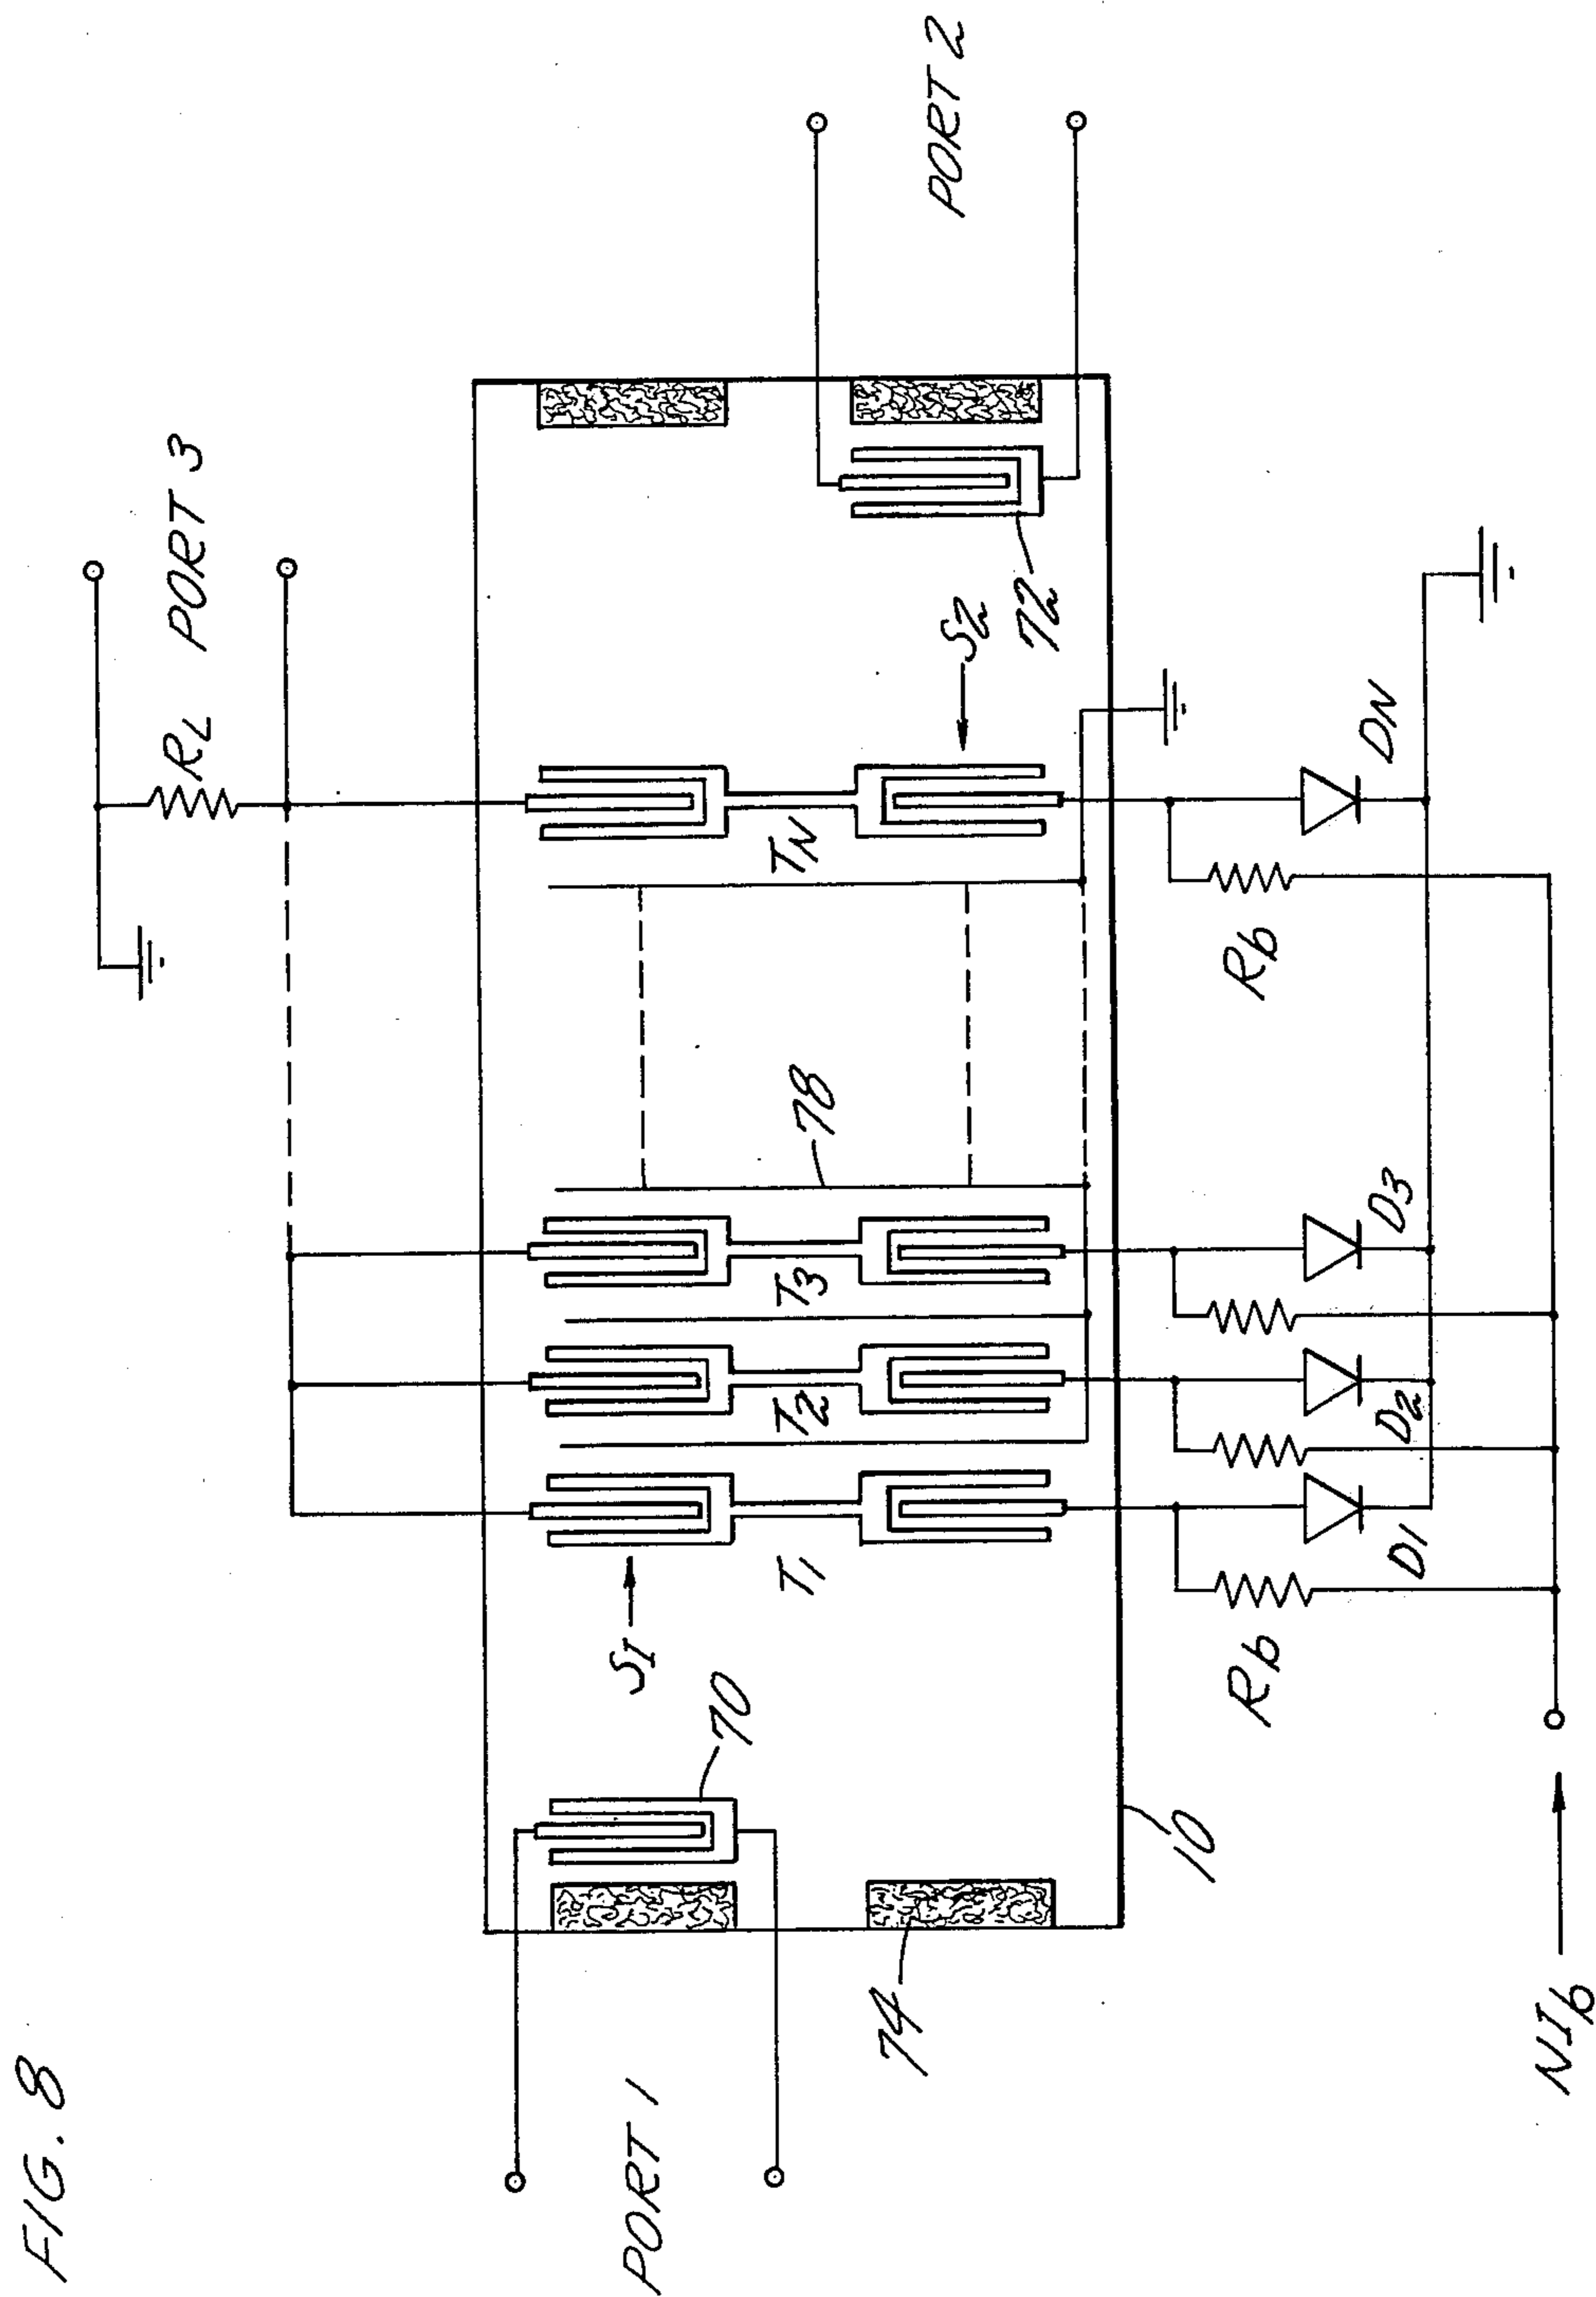 FIG. 8
RL PORT 3
PORT 1
PORT 2
70
S1
T1
T2
T3
78
TN
S2
72
74
10
Rb
D1
D2
D3
Rb
DN
NIb